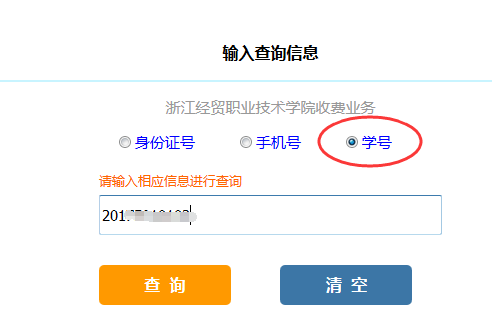 输入查询信息
浙江经贸职业技术学院收费业务
身份证号 手机号 学号
请输入相应信息进行查询
201
查 询 清 空